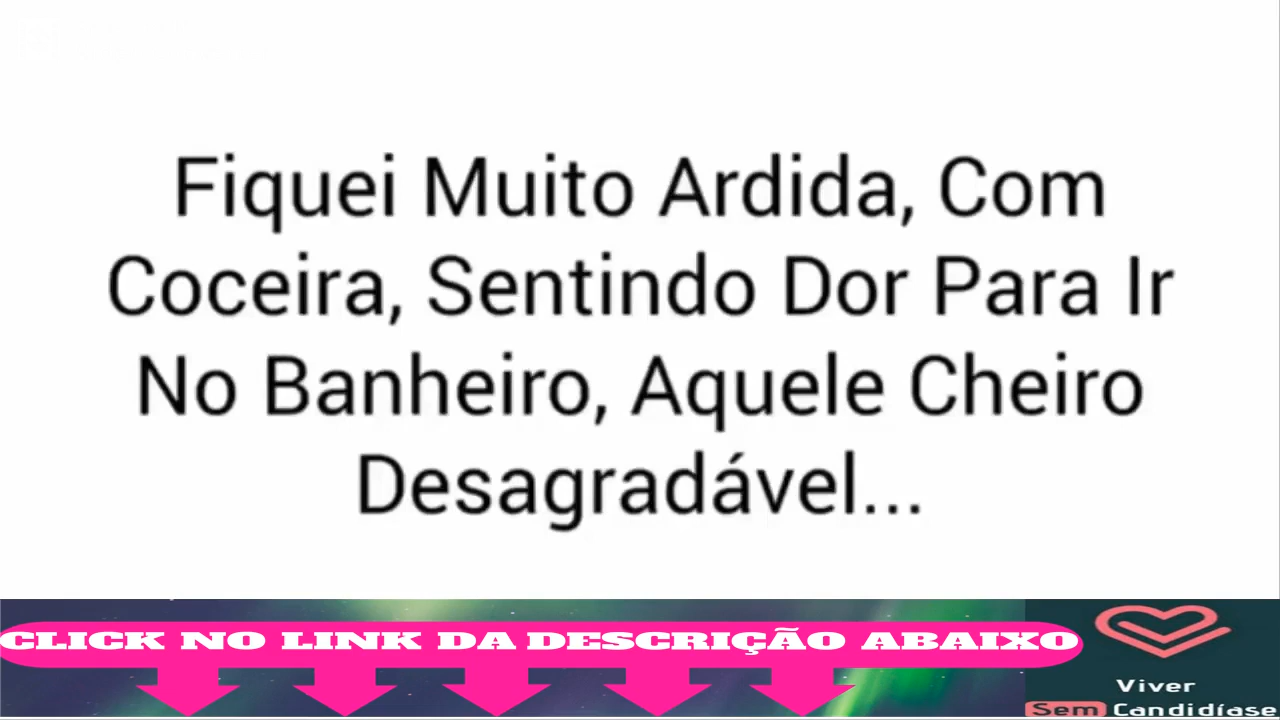 Fiquei Muito Ardida, Com
Coceira, Sentindo Dor Para Ir
No Banheiro, Aquele Cheiro
Desagradável...
CLICK NO LINK DA DESCRIÇÃO ABAIXO
Viver
Sem Candidíase